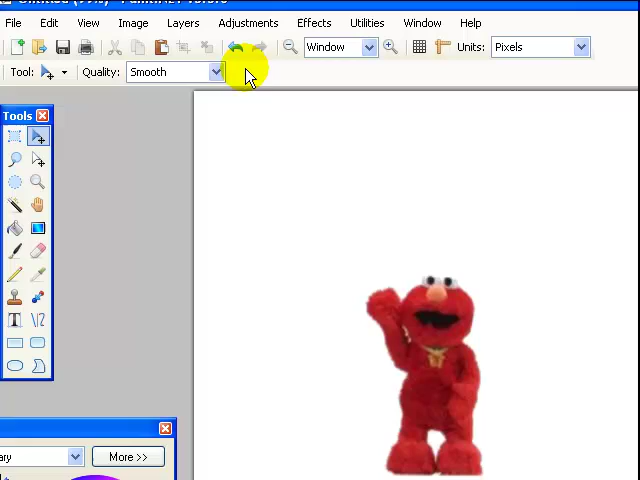 File Edit View Image Layers Adjustments Effects Utilities Window Help
Window Units: Pixels
Tool: Quality: Smooth
Tools
More >>